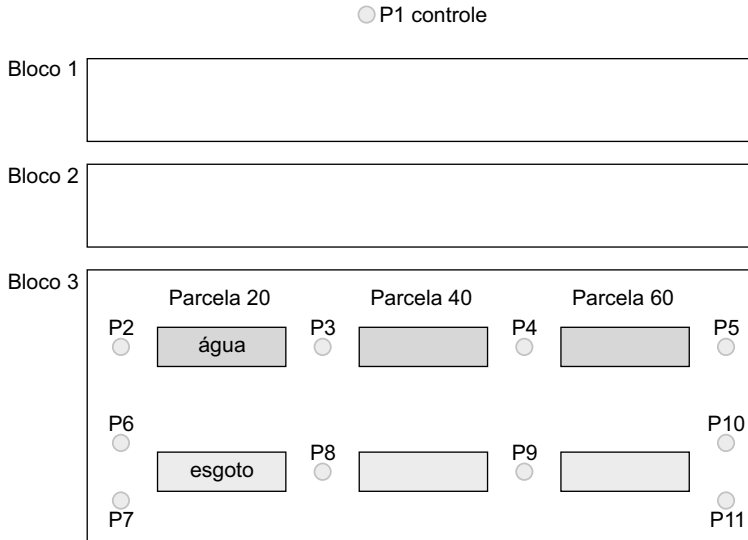 P1 controle
Bloco 1
Bloco 2
Bloco 3
Parcela 20 Parcela 40 Parcela 60
P2 P3 P4 P5
água
P6 P10
P8 P9
esgoto
P7 P11